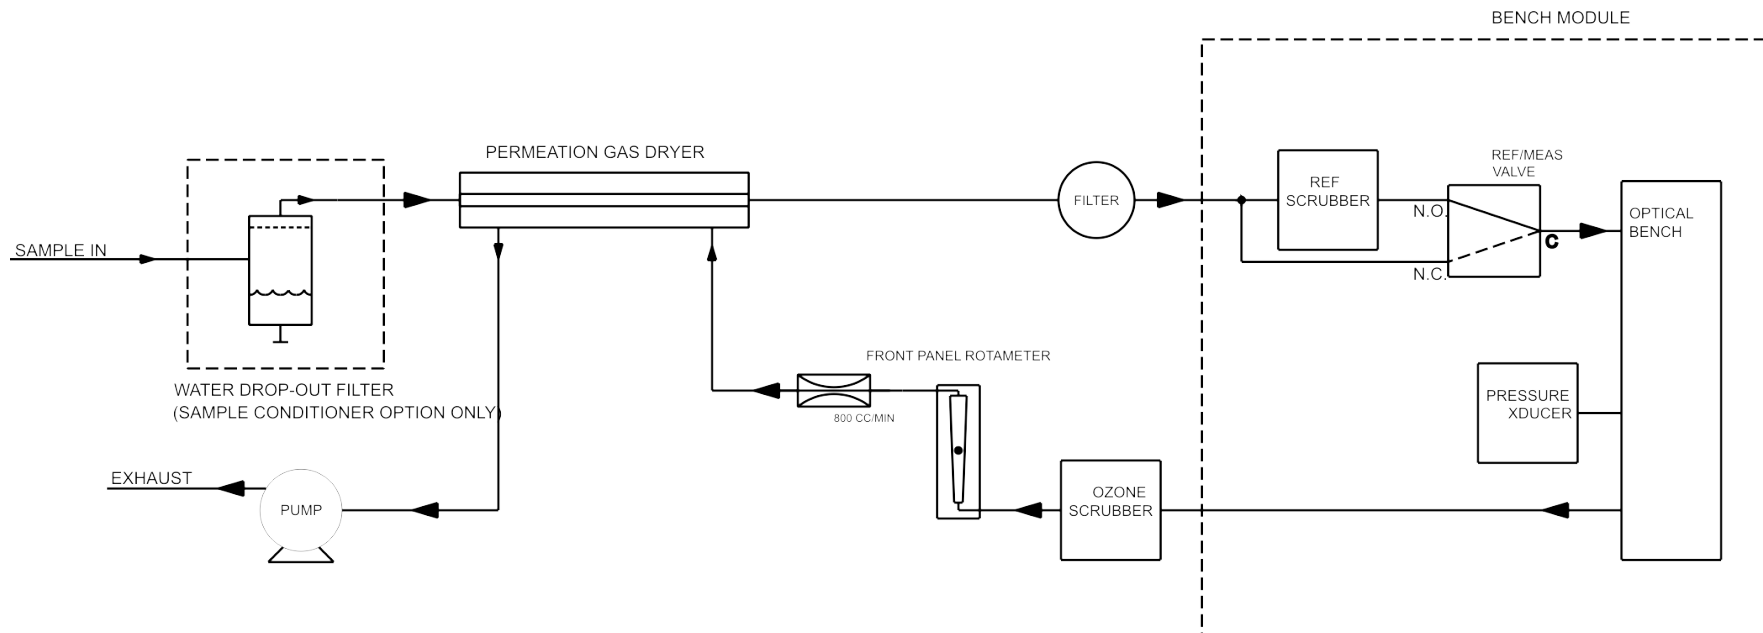 BENCH MODULE
PERMEATION GAS DRYER
REF/MEAS
VALVE
REF
SCRUBBER
FILTER
N.O.
OPTICAL
BENCH
C
SAMPLE IN
N.C.
FRONT PANEL ROTAMETER
WATER DROP-OUT FILTER
(SAMPLE CONDITIONER OPTION ONLY)
800 CC/MIN
PRESSURE
XDUCER
EXHAUST
PUMP
OZONE
SCRUBBER